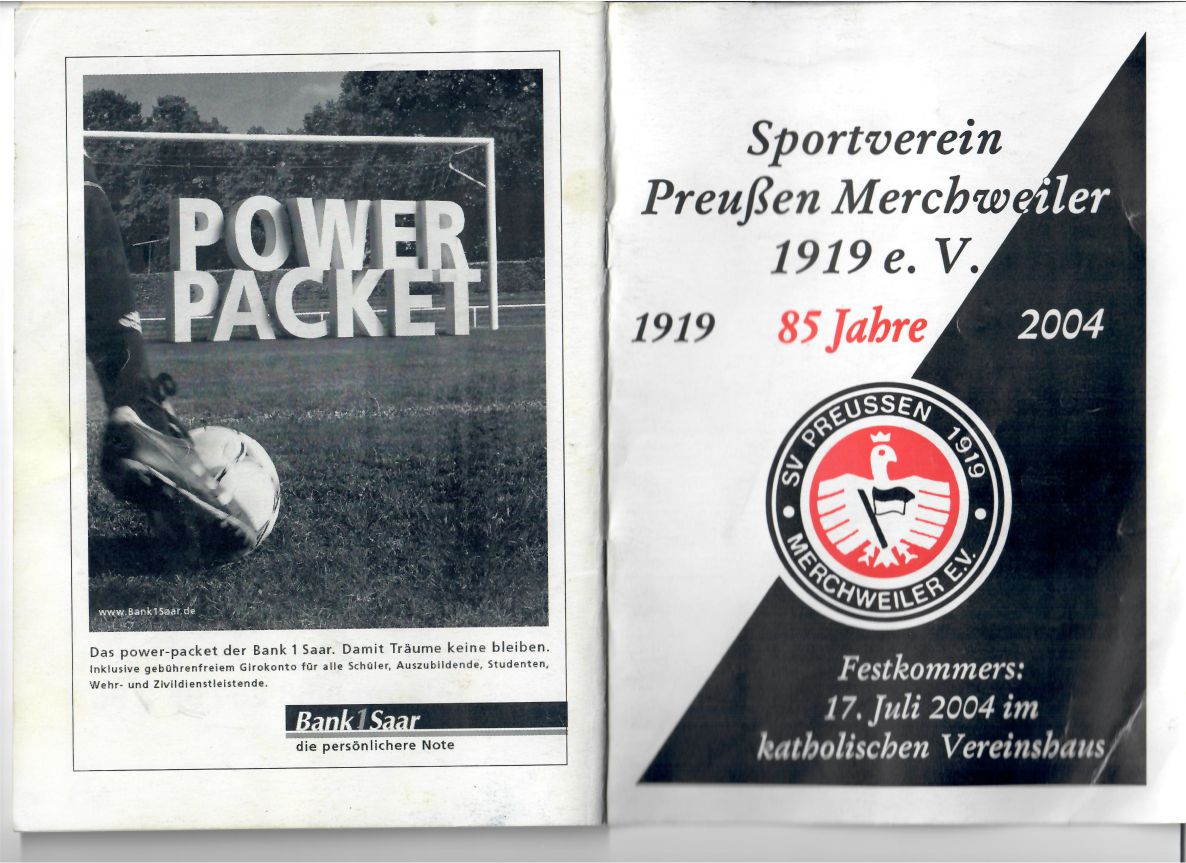 POWER
PACKET
www.Bank1Saar.de
Das power-packet der Bank 1 Saar. Damit Träume keine bleiben.
Inklusive gebührenfreiem Girokonto für alle Schüler, Auszubildende, Studenten,
Wehr- und Zivildienstleistende.
Bank1Saar
die persönlichere Note
Sportverein
Preußen Merchweiler
1919 e. V.
1919 85 Jahre 2004
SV PREUSSEN 1919
MERCHWEILER E.V.
Festkommers:
17. Juli 2004 im
katholischen Vereinshaus